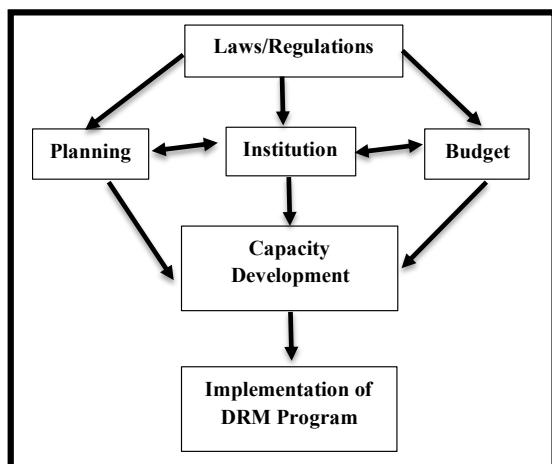 Laws/Regulations
Planning
Institution
Budget
Capacity
Development
Implementation of
DRM Program